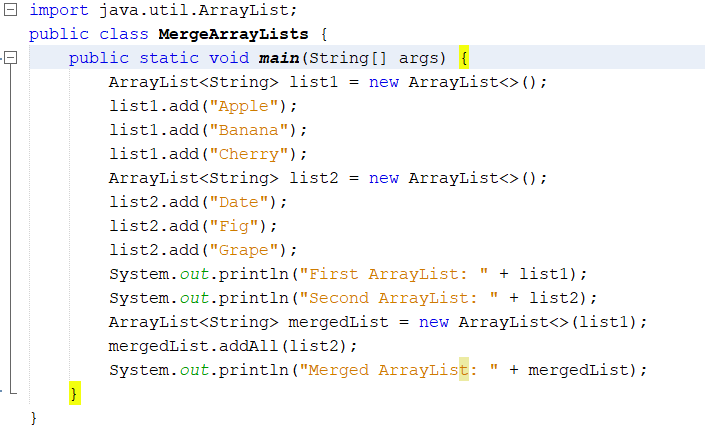 import java.util.ArrayList;
public class MergeArrayLists {
    public static void main(String[] args) {
        ArrayList<String> list1 = new ArrayList<>();
        list1.add("Apple");
        list1.add("Banana");
        list1.add("Cherry");
        ArrayList<String> list2 = new ArrayList<>();
        list2.add("Date");
        list2.add("Fig");
        list2.add("Grape");
        System.out.println("First ArrayList: " + list1);
        System.out.println("Second ArrayList: " + list2);
        ArrayList<String> mergedList = new ArrayList<>(list1);
        mergedList.addAll(list2);
        System.out.println("Merged ArrayList: " + mergedList);
    }
}